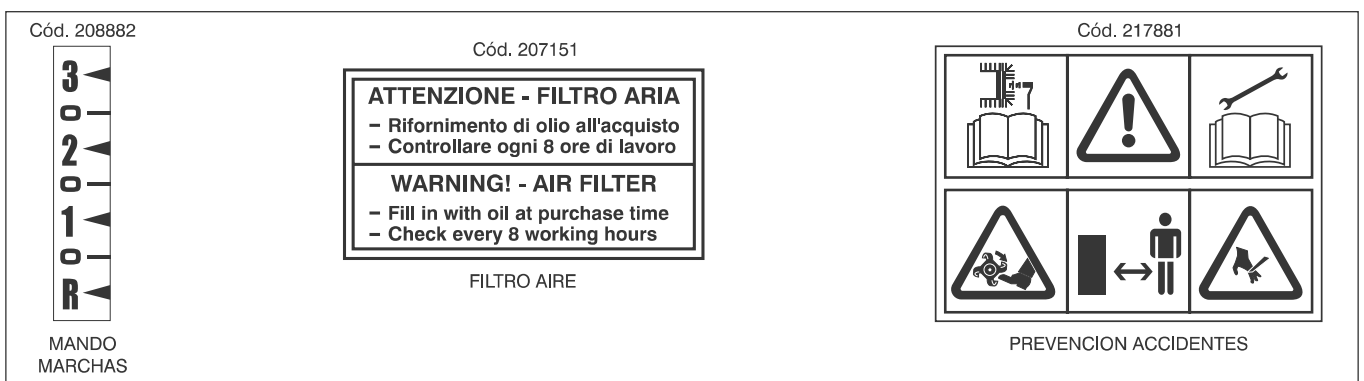 Cód. 208882
3
0
2
0
1
0
R
MANDO
MARCHAS
Cód. 207151
ATTENZIONE - FILTRO ARIA
– Rifornimento di olio all'acquisto
– Controllare ogni 8 ore di lavoro
WARNING! - AIR FILTER
– Fill in with oil at purchase time
– Check every 8 working hours
FILTRO AIRE
Cód. 217881
PREVENCION ACCIDENTES